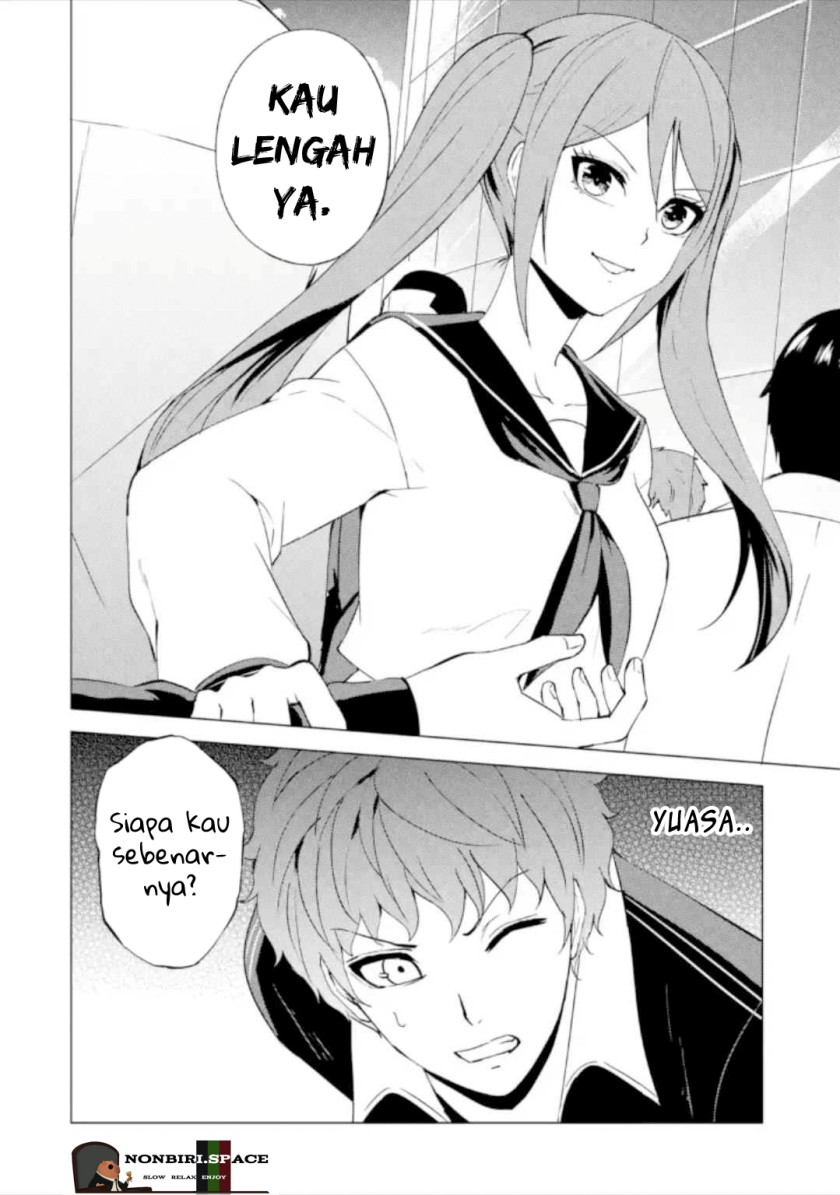 KAU
LENGAH
YA.
Siapa kau
sebenar-
nya?
YUASA..
NONBIRI.SPACE
SLOW RELAX ENJOY